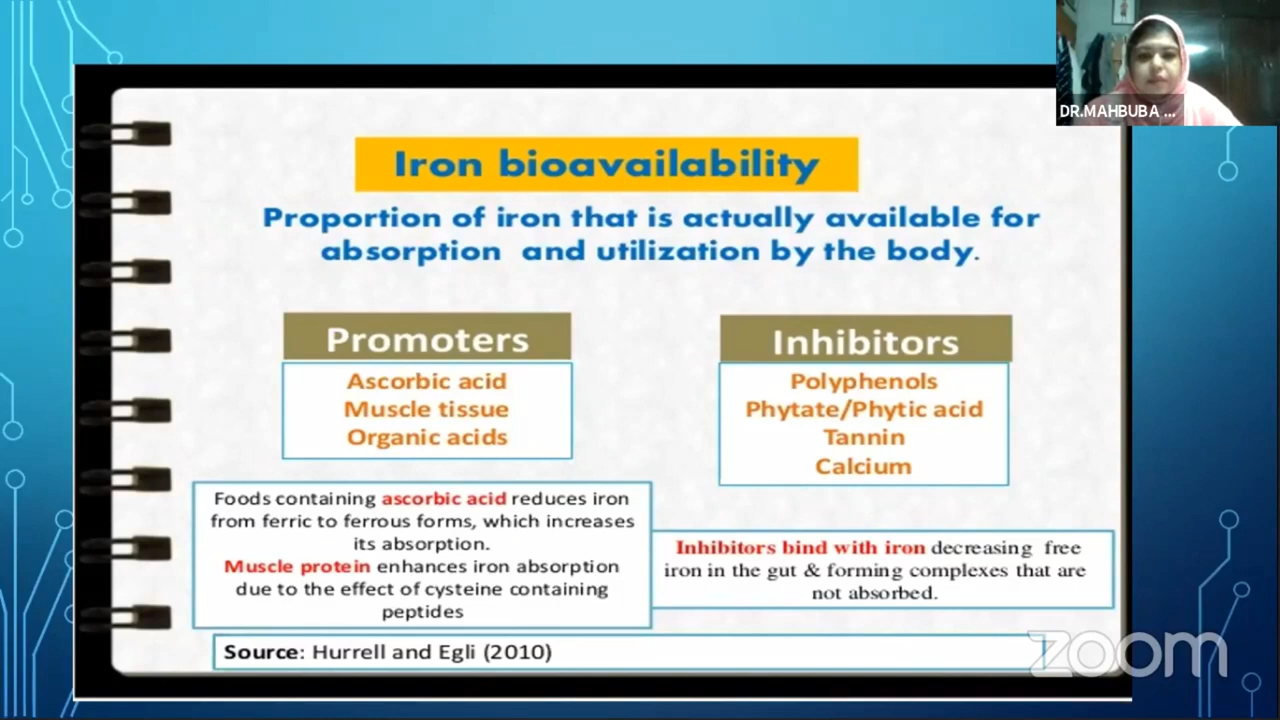 DR.MAHBUBA ...
Iron bioavailability
Proportion of iron that is actually available for
absorption and utilization by the body.
Promoters
Ascorbic acid
Muscle tissue
Organic acids
Inhibitors
Polyphenols
Phytate/Phytic acid
Tannin
Calcium
Foods containing ascorbic acid reduces iron
from ferric to ferrous forms, which increases
its absorption.
Muscle protein enhances iron absorption
due to the effect of cysteine containing
peptides
Inhibitors bind with iron decreasing free
iron in the gut & forming complexes that are
not absorbed.
Source: Hurrell and Egli (2010)
zoom